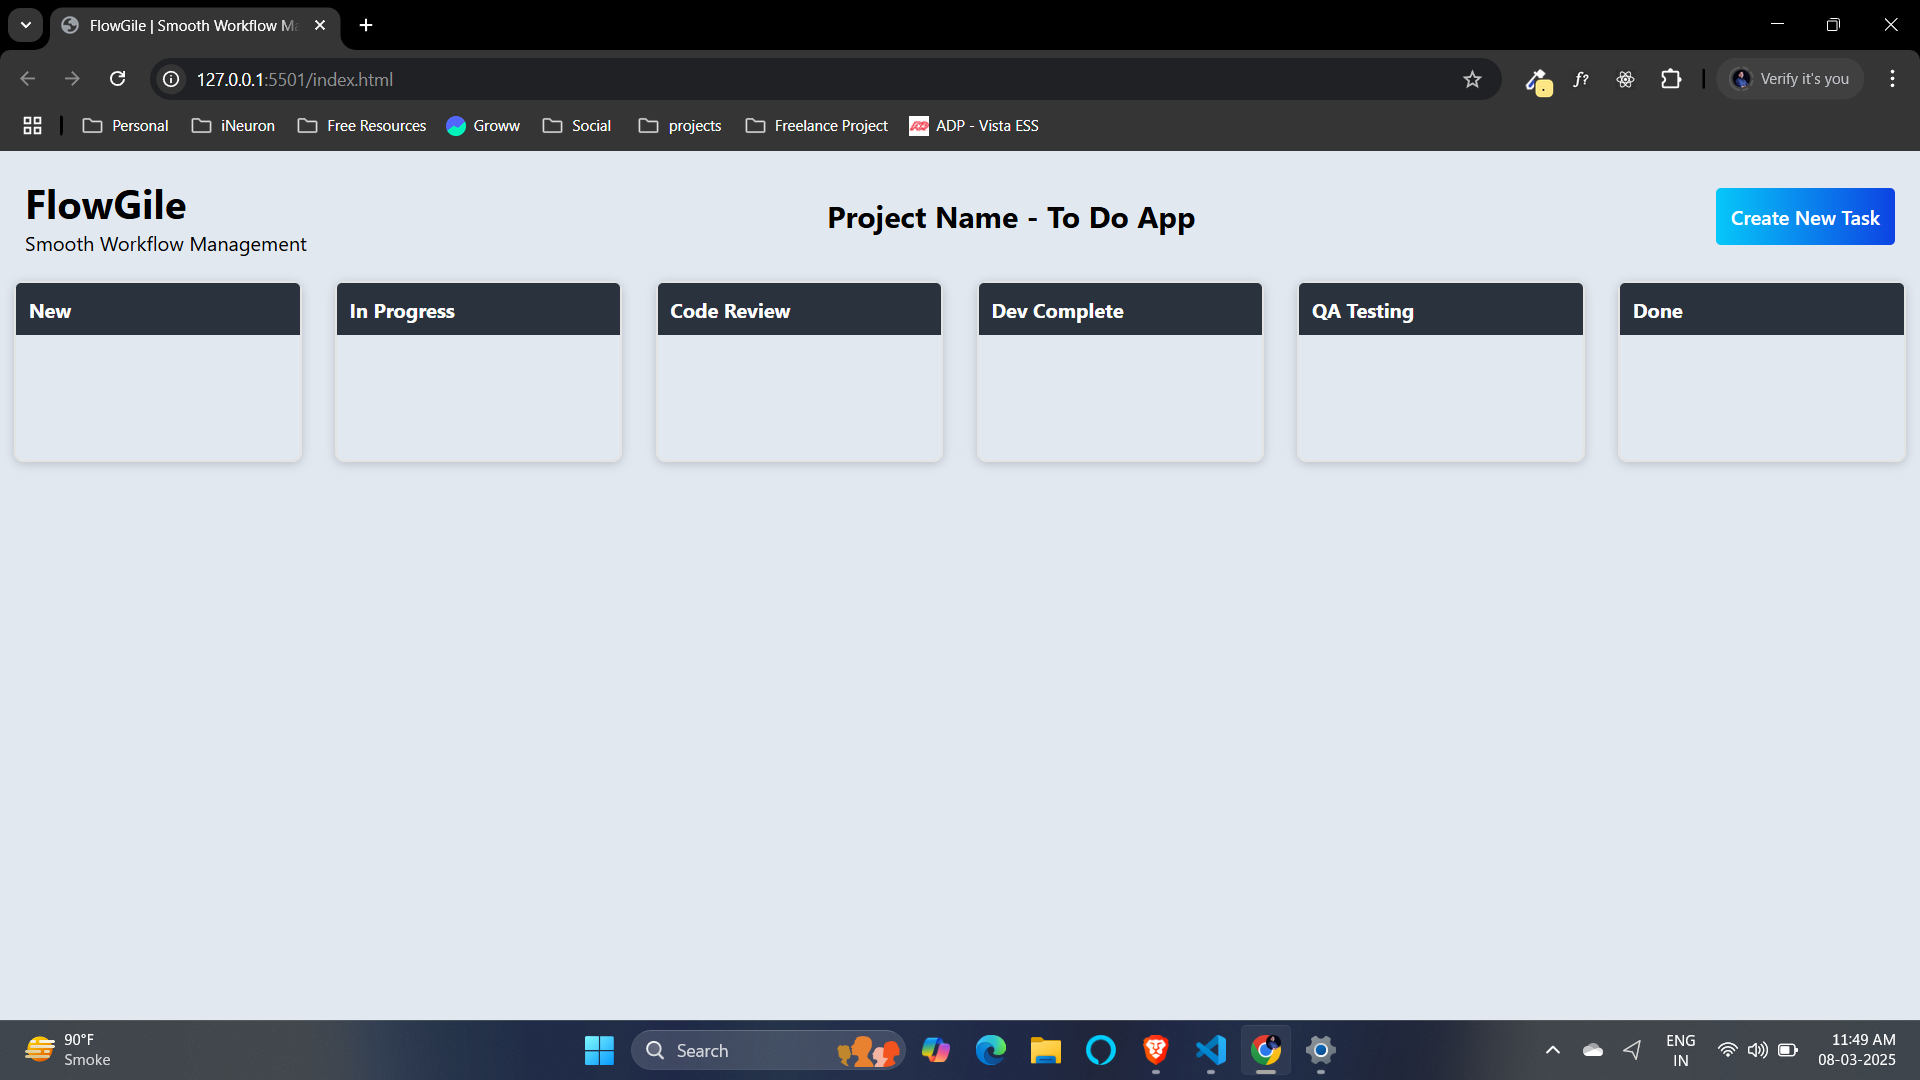 FlowGile | Smooth Workflow Ma
127.0.0.1:5501/index.html
Verify it's you
Personal
iNeuron
Free Resources
Groww
Social
projects
Freelance Project
ADP - Vista ESS
FlowGile
Smooth Workflow Management
Project Name - To Do App
Create New Task
New
In Progress
Code Review
Dev Complete
QA Testing
Done
90°F
Smoke
Search
ENG
IN
11:49 AM
08-03-2025